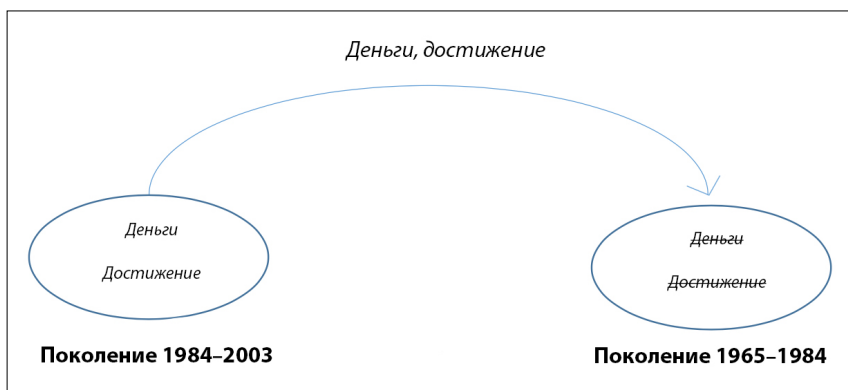 Деньги, достижение
Деньги
Достижение
Деньги
Достижение
Поколение 1984–2003
Поколение 1965–1984